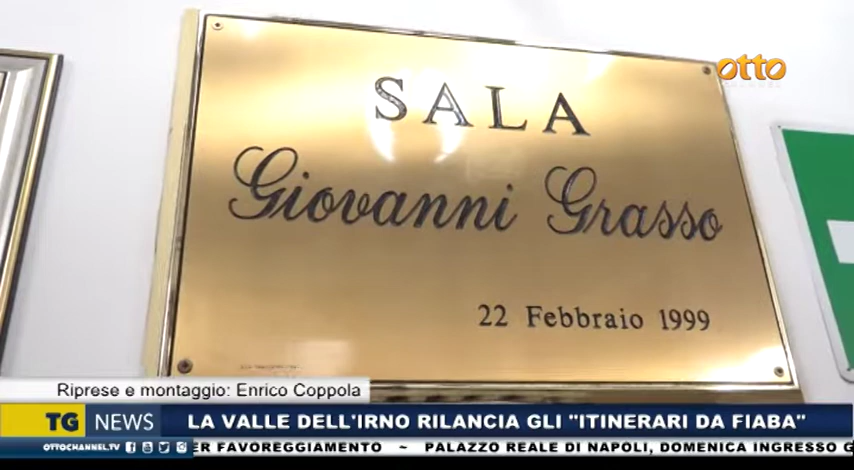 otto
SALA
Giovanni Grasso
22 Febbraio 1999
Riprese e montaggio: Enrico Coppola
TG NEWS
LA VALLE DELL'IRNO RILANCIA GLI "ITINERARI DA FIABA"
OTTOCHANNEL.TV
ER FAVOREGGIAMENTO ~ PALAZZO REALE DI NAPOLI, DOMENICA INGRESSO G